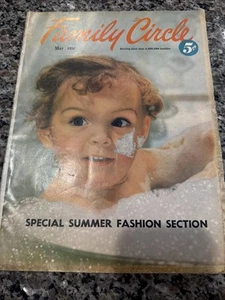 Family Circle
May
5¢
SPECIAL SUMMER FASHION SECTION